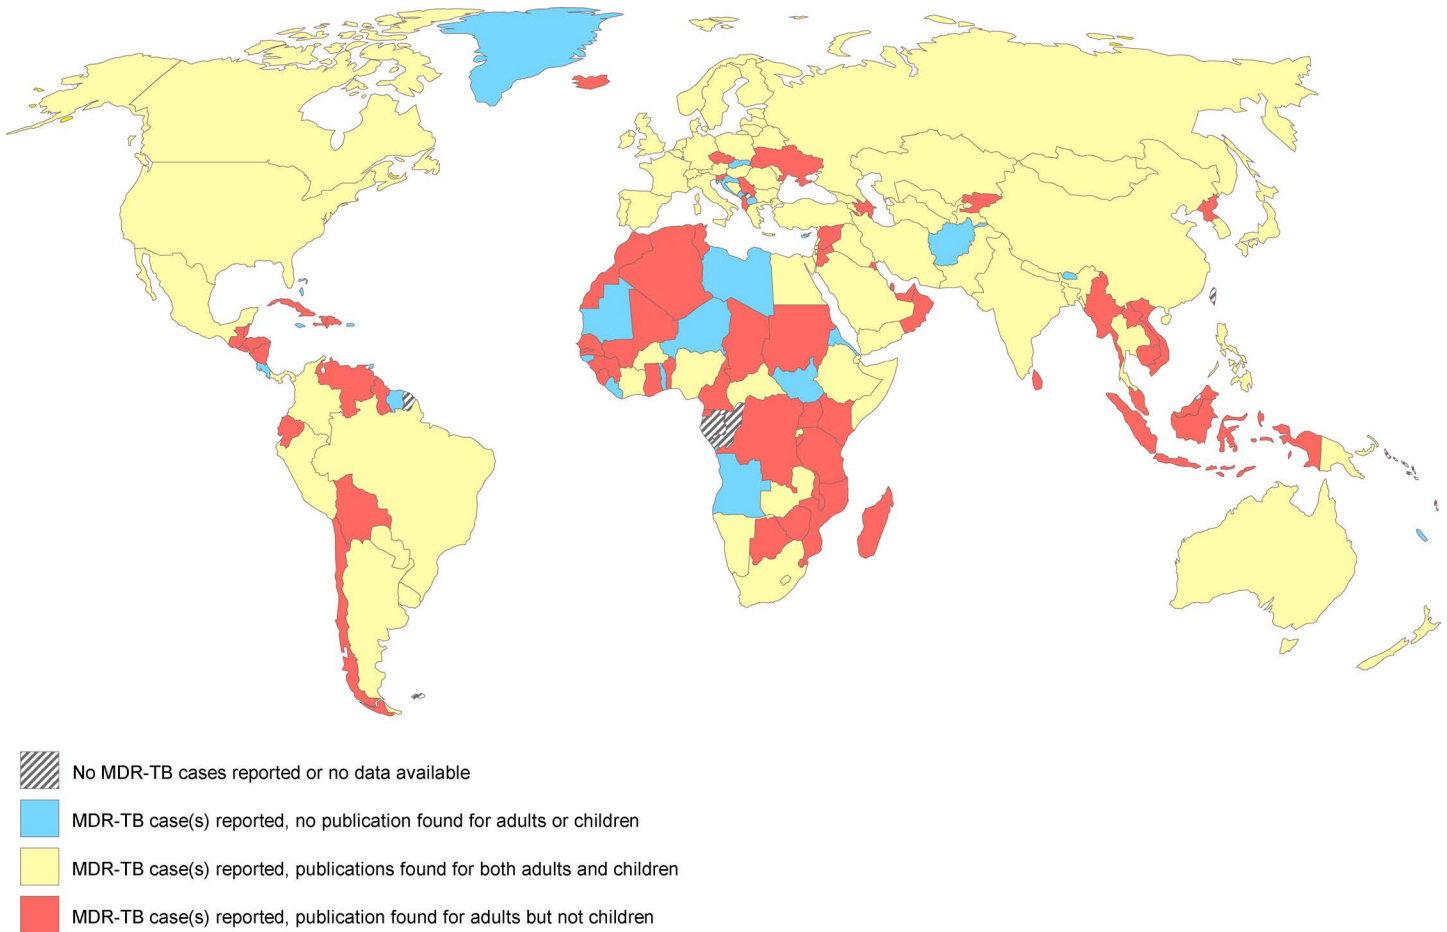 No MDR-TB cases reported or no data available
MDR-TB case(s) reported, no publication found for adults or children
MDR-TB case(s) reported, publications found for both adults and children
MDR-TB case(s) reported, publication found for adults but not children